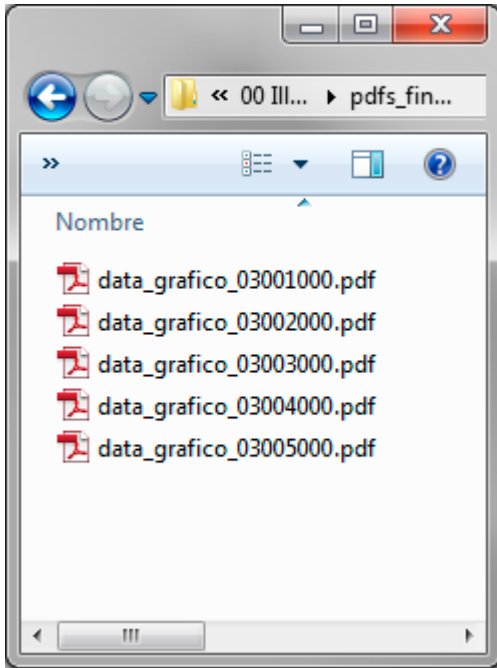 « 00 Ill... ▸ pdfs_fin...
»
Nombre
data_grafico_03001000.pdf
data_grafico_03002000.pdf
data_grafico_03003000.pdf
data_grafico_03004000.pdf
data_grafico_03005000.pdf